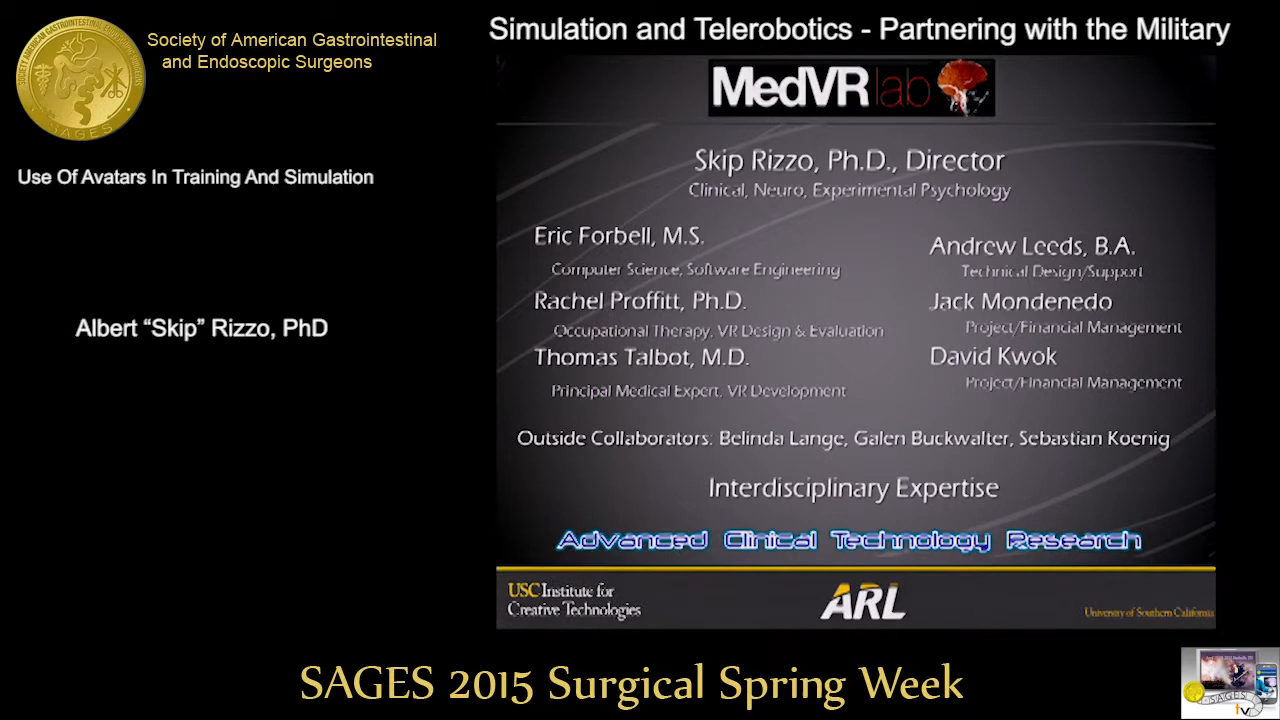 Society of American Gastrointestinal
and Endoscopic Surgeons
Simulation and Telerobotics - Partnering with the Military
MedVR lab
Use Of Avatars In Training And Simulation
Albert “Skip” Rizzo, PhD
Skip Rizzo, Ph.D., Director
Clinical, Neuro, Experimental Psychology
Eric Forbell, M.S.
Computer Science, Software Engineering
Rachel Proffitt, Ph.D.
Occupational Therapy, VR Design & Evaluation
Thomas Talbot, M.D.
Principal Medical Expert, VR Development
Andrew Leeds, B.A.
Technical Design/Support
Jack Mondenedo
Project/Financial Management
David Kwok
Project/Financial Management
Outside Collaborators: Belinda Lange, Galen Buckwalter, Sebastian Koenig
Interdisciplinary Expertise
Advanced Clinical Technology Research
USC Institute for
Creative Technologies
ARL
University of Southern California
SAGES 2015 Surgical Spring Week
SAGES
tv